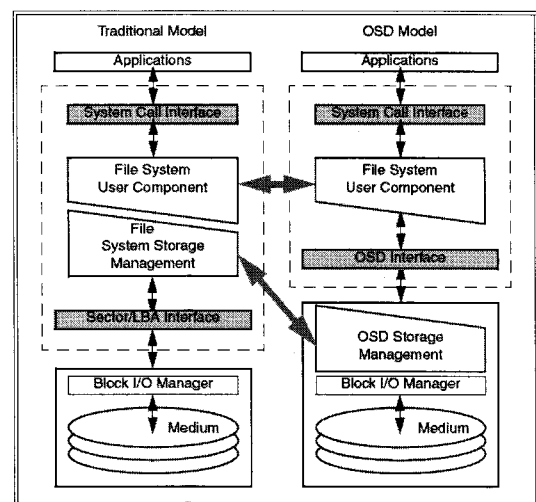 Traditional Model
Applications
System Call Interface
File System
User Component
File
System Storage
Management
Sector/LBA Interface
Block I/O Manager
Medium
OSD Model
Applications
System Call Interface
File System
User Component
OSD Interface
OSD Storage
Management
Block I/O Manager
Medium